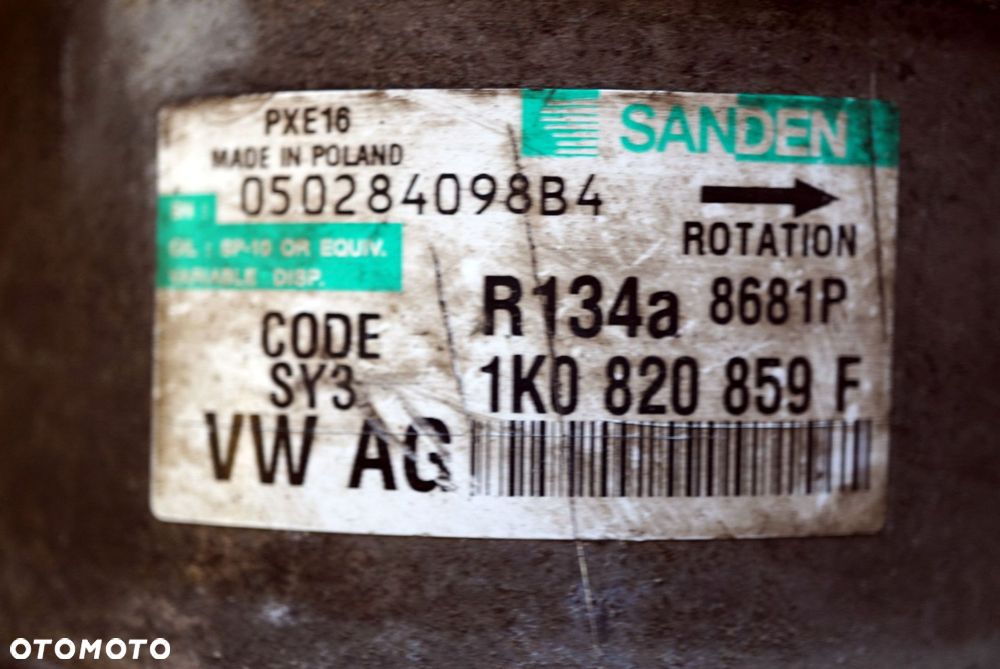 PXE16
SANDEN
MADE IN POLAND
SN : 050284098B4
ROTATION
OIL : SP-10 OR EQUIV.
VARIABLE DISP.
R134a 8681P
CODE
SY3
1K0 820 859 F
VW AG
OTOMOTO